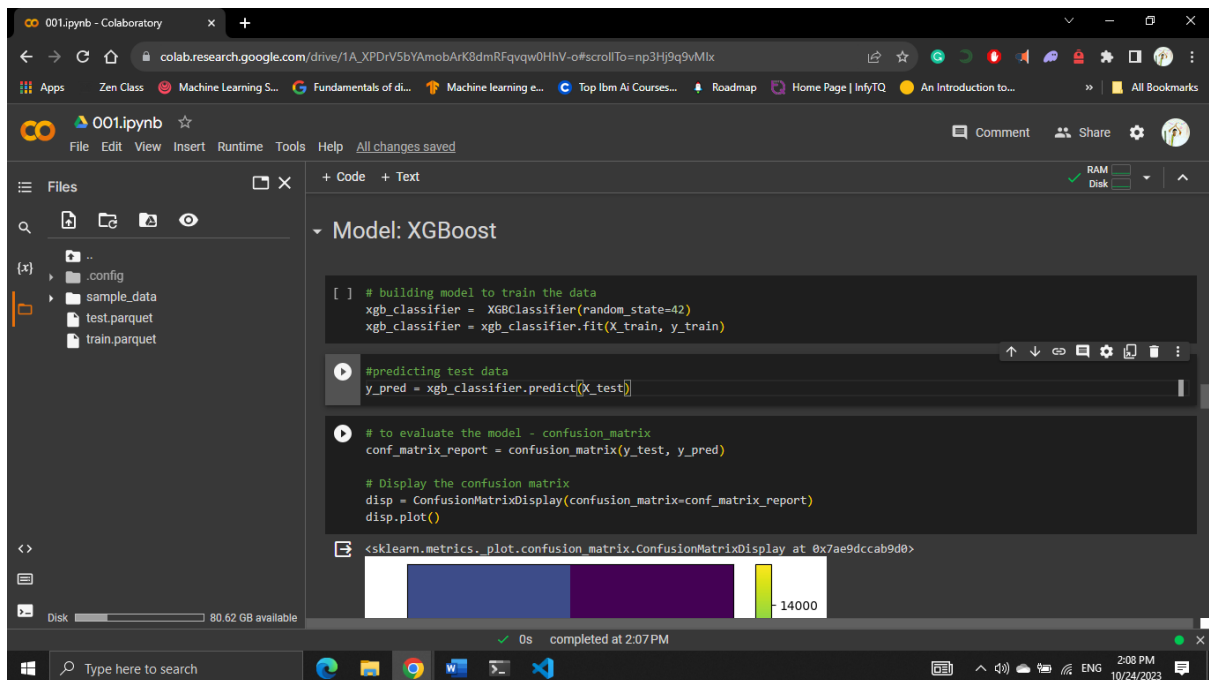 001.ipynb - Colaboratory
colab.research.google.com/drive/1A_XPDrV5bYAmobArK8dmRFqvqw0HhV-o#scrollTo=np3Hj9q9vMlx
Apps Zen Class Machine Learning S... Fundamentals of di... Machine learning e... Top Ibm Ai Courses... Roadmap Home Page | InfyTQ An Introduction to... » All Bookmarks
001.ipynb
Comment Share
File Edit View Insert Runtime Tools Help All changes saved
Files
+ Code + Text
RAM
Disk
..
.config
sample_data
test.parquet
train.parquet
{x}
Model: XGBoost
[ ] # building model to train the data
xgb_classifier = XGBClassifier(random_state=42)
xgb_classifier = xgb_classifier.fit(X_train, y_train)
#predicting test data
y_pred = xgb_classifier.predict(X_test)
# to evaluate the model - confusion_matrix
conf_matrix_report = confusion_matrix(y_test, y_pred)
# Display the confusion matrix
disp = ConfusionMatrixDisplay(confusion_matrix=conf_matrix_report)
disp.plot()
<sklearn.metrics._plot.confusion_matrix.ConfusionMatrixDisplay at 0x7ae9dccab9d0>
14000
Disk 80.62 GB available
0s completed at 2:07 PM
Type here to search
ENG
2:08 PM
10/24/2023